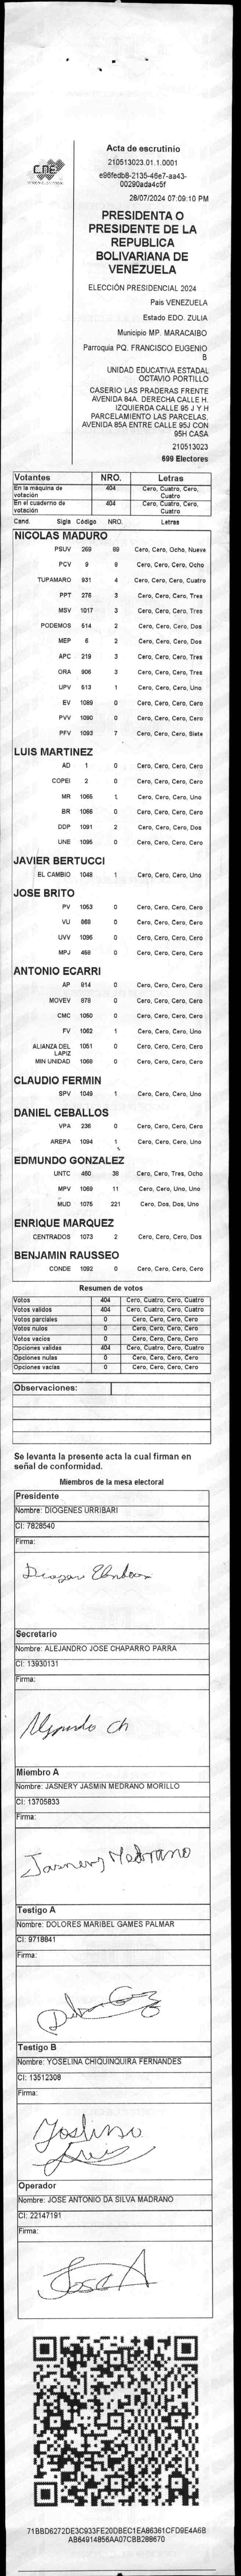 CNE
Acta de escrutinio
210513023.01.1.0001
e96fedb8-2135-46e7-aa43-
00290ada4c5f
28/07/2024 07:09:10 PM
PRESIDENTA O
PRESIDENTE DE LA
REPUBLICA
BOLIVARIANA DE
VENEZUELA
ELECCIÓN PRESIDENCIAL 2024
Pais VENEZUELA
Estado EDO. ZULIA
Municipio MP. MARACAIBO
Parroquia PQ. FRANCISCO EUGENIO
B
UNIDAD EDUCATIVA ESTADAL
OCTAVIO PORTILLO
CASERIO LAS PRADERAS FRENTE
AVENIDA 84A DERECHA CALLE H.
IZQUIERDA CALLE 95 J Y H
PARCELAMIENTO LAS PARCELAS,
AVENIDA 85A ENTRE CALLE 95J CON
95H CASA
210513023
699 Electores
Votantes NRO. Letras
En la máquina de votación 404 Cero, Cuatro, Cero, Cuatro
En el cuaderno de votación 404 Cero, Cuatro, Cero, Cuatro
Cand. Sigla Código NRO. Letras
NICOLAS MADURO
PSUV 269 89 Cero, Cero, Ocho, Nueve
PCV 9 8 Cero, Cero, Cero, Ocho
TUPAMARO 931 4 Cero, Cero, Cero, Cuatro
PPT 276 3 Cero, Cero, Cero, Tres
MSV 1017 3 Cero, Cero, Cero, Tres
PODEMOS 514 2 Cero, Cero, Cero, Dos
MEP 6 2 Cero, Cero, Cero, Dos
APC 219 3 Cero, Cero, Cero, Tres
ORA 906 3 Cero, Cero, Cero, Tres
UPV 513 1 Cero, Cero, Cero, Uno
EV 1089 0 Cero, Cero, Cero, Cero
PVV 1090 0 Cero, Cero, Cero, Cero
PFV 1093 7 Cero, Cero, Cero, Siete
LUIS MARTINEZ
AD 1 0 Cero, Cero, Cero, Cero
COPEI 2 0 Cero, Cero, Cero, Cero
MR 1065 1 Cero, Cero, Cero, Uno
BR 1066 0 Cero, Cero, Cero, Cero
DDP 1091 2 Cero, Cero, Cero, Dos
UNE 1095 0 Cero, Cero, Cero, Cero
JAVIER BERTUCCI
EL CAMBIO 1048 1 Cero, Cero, Cero, Uno
JOSE BRITO
PV 1053 0 Cero, Cero, Cero, Cero
VU 868 0 Cero, Cero, Cero, Cero
UVV 1096 0 Cero, Cero, Cero, Cero
MPJ 458 0 Cero, Cero, Cero, Cero
ANTONIO ECARRI
AP 814 0 Cero, Cero, Cero, Cero
MOVEV 878 0 Cero, Cero, Cero, Cero
CMC 1050 0 Cero, Cero, Cero, Cero
FV 1062 1 Cero, Cero, Cero, Uno
ALIANZA DEL LAPIZ 1051 0 Cero, Cero, Cero, Cero
MIN UNIDAD 1068 0 Cero, Cero, Cero, Cero
CLAUDIO FERMIN
SPV 1049 1 Cero, Cero, Cero, Uno
DANIEL CEBALLOS
VPA 236 0 Cero, Cero, Cero, Cero
AREPA 1094 1 Cero, Cero, Cero, Uno
EDMUNDO GONZALEZ
UNTC 450 38 Cero, Cero, Tres, Ocho
MPV 1069 11 Cero, Cero, Uno, Uno
MUD 1075 221 Cero, Dos, Dos, Uno
ENRIQUE MARQUEZ
CENTRADOS 1073 2 Cero, Cero, Cero, Dos
BENJAMIN RAUSSEO
CONDE 1092 0 Cero, Cero, Cero, Cero
Resumen de votos
Votos 404 Cero, Cuatro, Cero, Cuatro
Votos validos 404 Cero, Cuatro, Cero, Cuatro
Votos parciales 0 Cero, Cero, Cero, Cero
Votos nulos 0 Cero, Cero, Cero, Cero
Votos vacios 0 Cero, Cero, Cero, Cero
Opciones validas 404 Cero, Cuatro, Cero, Cuatro
Opciones nulas 0 Cero, Cero, Cero, Cero
Opciones vacias 0 Cero, Cero, Cero, Cero
Observaciones:
Se levanta la presente acta la cual firman en
señal de conformidad.
Miembros de la mesa electoral
Presidente
Nombre: DIOGENES URRIBARI
CI: 7828540
Firma:
Secretario
Nombre: ALEJANDRO JOSE CHAPARRO PARRA
CI: 13930131
Firma:
Alejandro Ch
Miembro A
Nombre: JASNERY JASMIN MEDRANO MORILLO
CI: 13705833
Firma:
Jasnery Medrano
Testigo A
Nombre: DOLORES MARIBEL GAMES PALMAR
CI: 9718841
Firma:
Testigo B
Nombre: YOSELINA CHIQUINQUIRA FERNANDES
CI: 13512308
Firma:
Operador
Nombre: JOSE ANTONIO DA SILVA MADRANO
CI: 22147191
Firma:
Jose A
71BBD6272DE3C933FE20DBEC1EA86361CFD9E4A6B
AB64914856AA07CBB288670